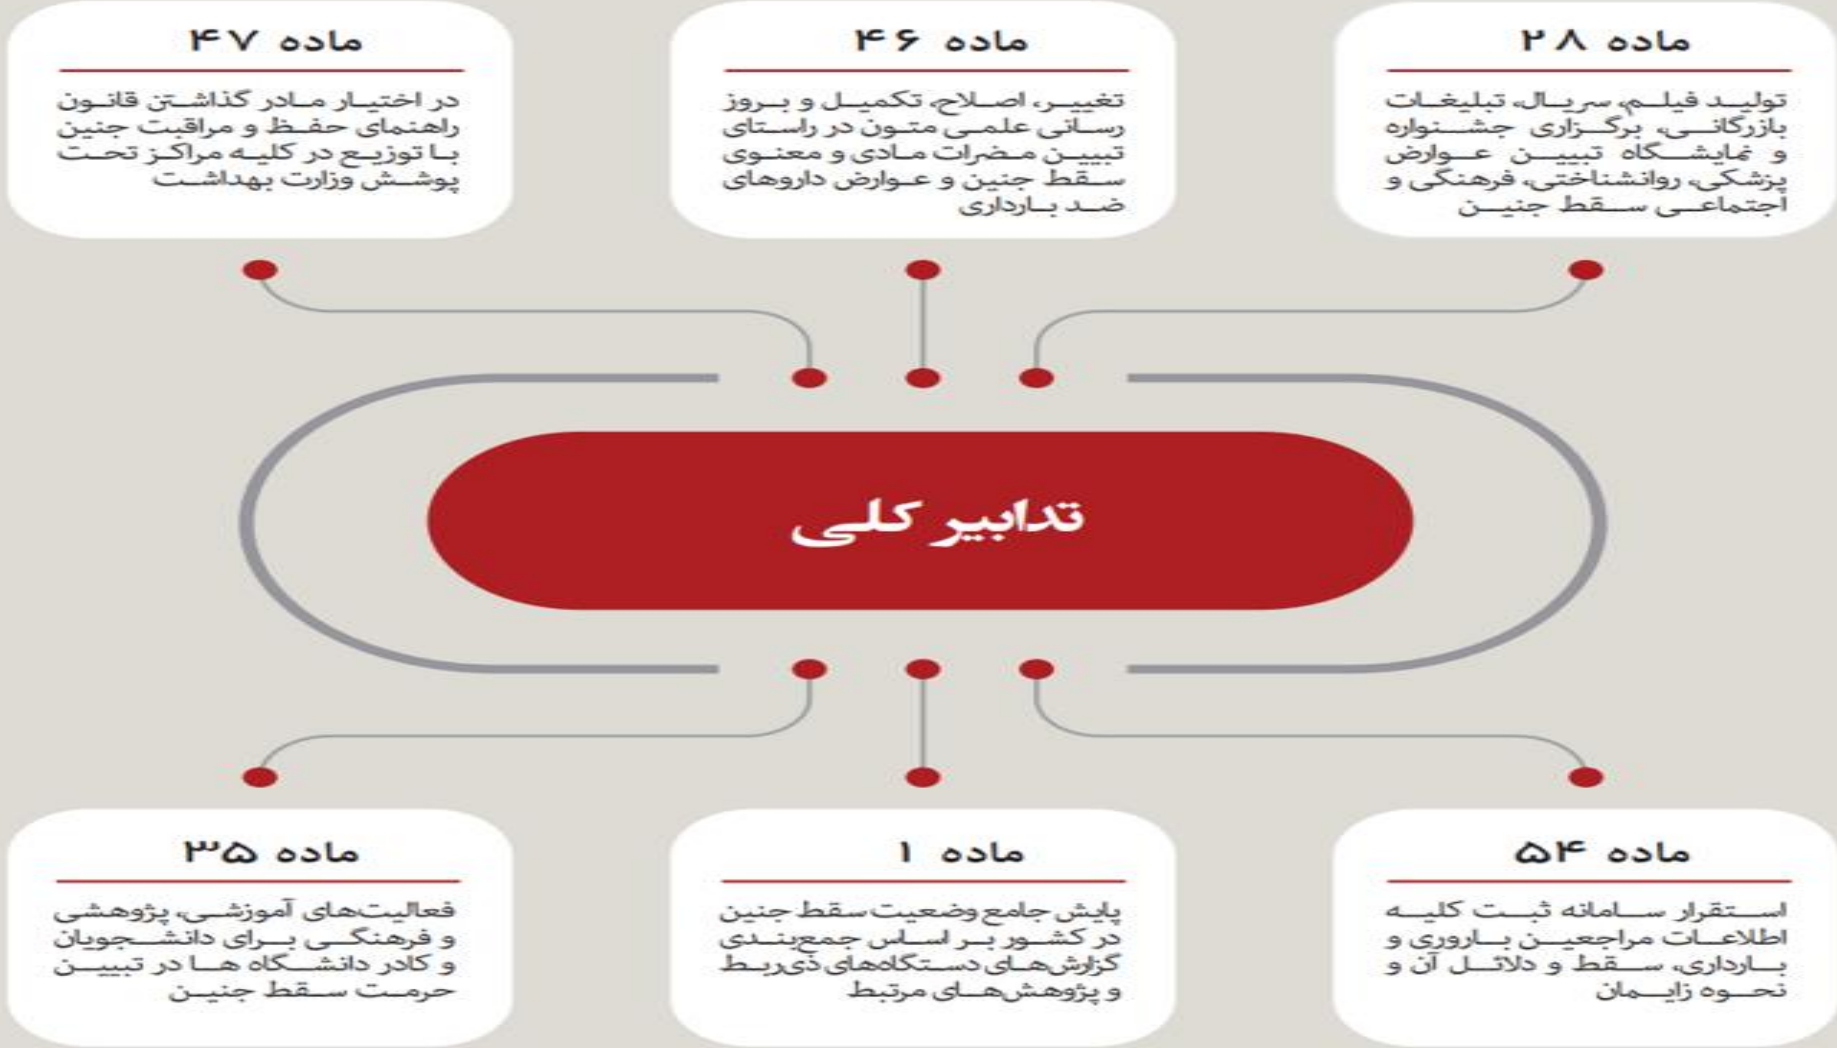 ماده ۲۸
تولید فیلم، سریال، تبلیغات
بازرگانی، برگزاری جشنواره
و نمایشگاه تبیین عوارض
پزشکی، روانشناختی، فرهنگی و
اجتماعی سقط جنین
ماده ۴۶
تغییر، اصلاح، تکمیل و بروز
رسانی علمی متون در راستای
تبیین مضرات مادی و معنوی
سقط جنین و عوارض داروهای
ضد بارداری
ماده ۴۷
در اختیار مادر گذاشتن قانون
راهنمای حفظ و مراقبت جنین
با توزیع در کلیه مراکز تحت
پوشش وزارت بهداشت
تدابیر کلی
ماده ۵۴
استقرار سامانه ثبت کلیه
اطلاعات مراجعین باروری و
بارداری، سقط و دلائل آن و
نحوه زایمان
ماده ۱
پایش جامع وضعیت سقط جنین
در کشور بر اساس جمع‌بندی
گزارش‌های دستگاه‌های ذی‌ربط
و پژوهش‌های مرتبط
ماده ۳۵
فعالیت‌های آموزشی، پژوهشی
و فرهنگی برای دانشجویان
و کادر دانشگاه ها در تبیین
حرمت سقط جنین